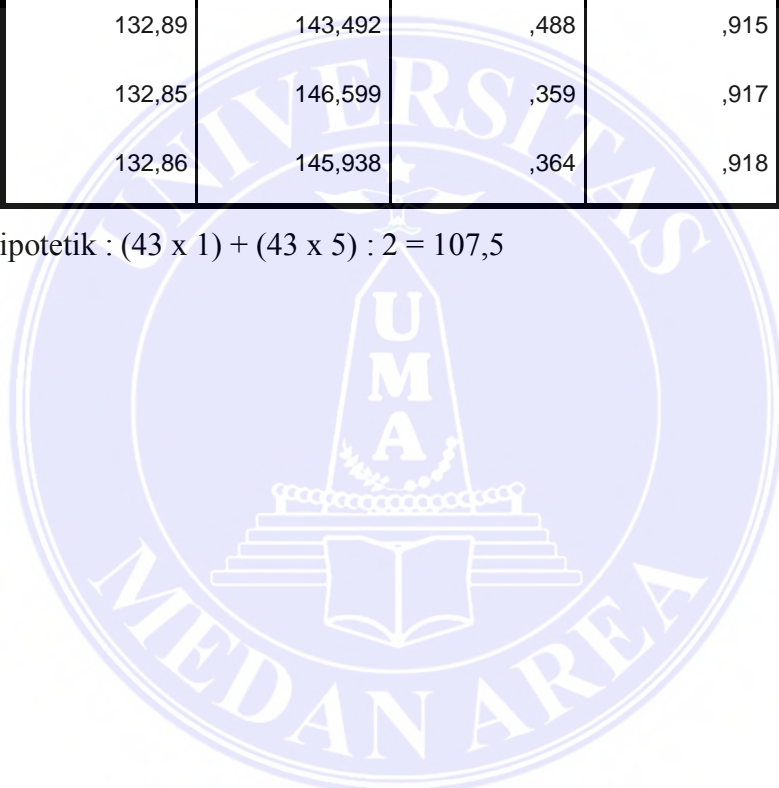 132,89 143,492 ,488 ,915
132,85 146,599 ,359 ,917
132,86 145,938 ,364 ,918
ipotetik : (43 x 1) + (43 x 5) : 2 = 107,5
UNIVERSITAS
UMA
MEDAN AREA